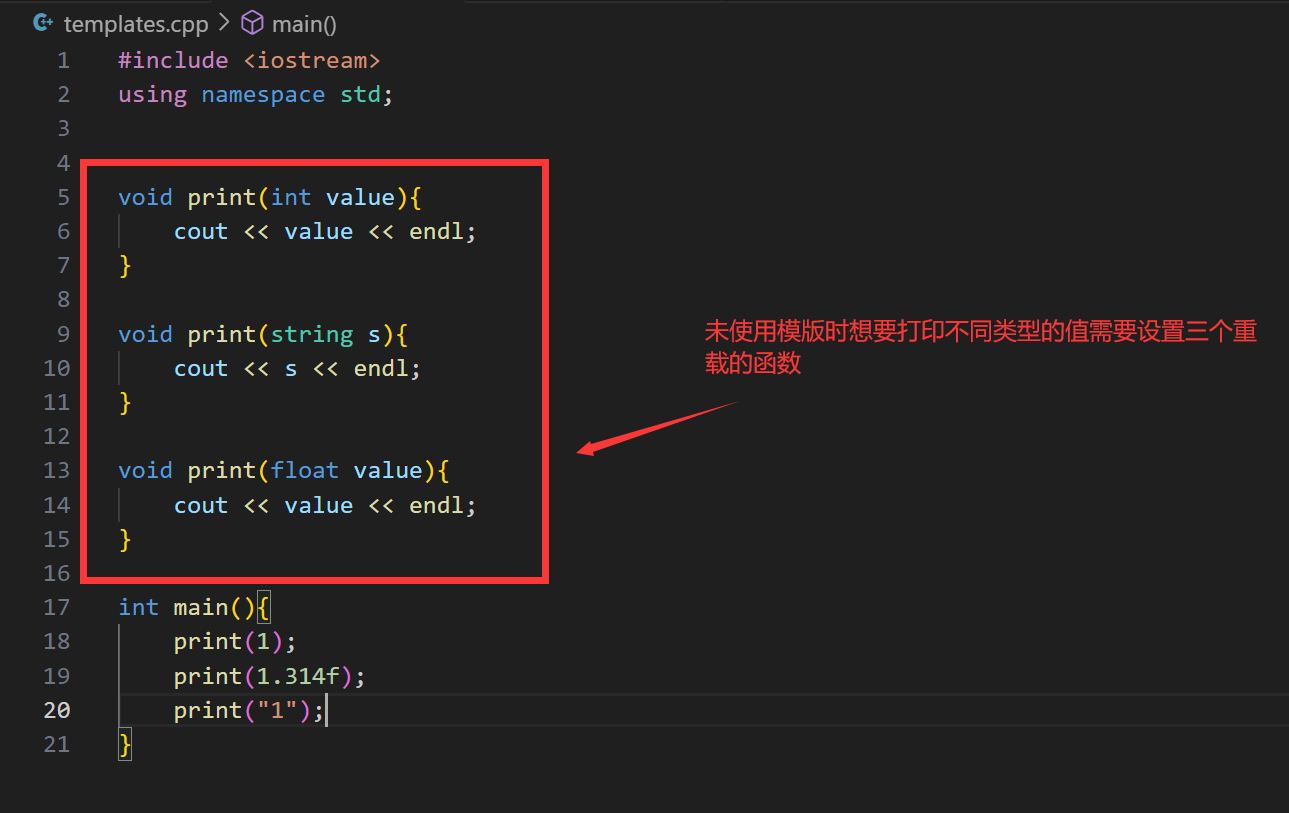 templates.cpp > main()
1 #include <iostream>
2 using namespace std;
3
4
5 void print(int value){
6     cout << value << endl;
7 }
8
9 void print(string s){
10     cout << s << endl;
11 }
12
13 void print(float value){
14     cout << value << endl;
15 }
16
17 int main(){
18     print(1);
19     print(1.314f);
20     print("1");
21 }
未使用模版时想要打印不同类型的值需要设置三个重
载的函数